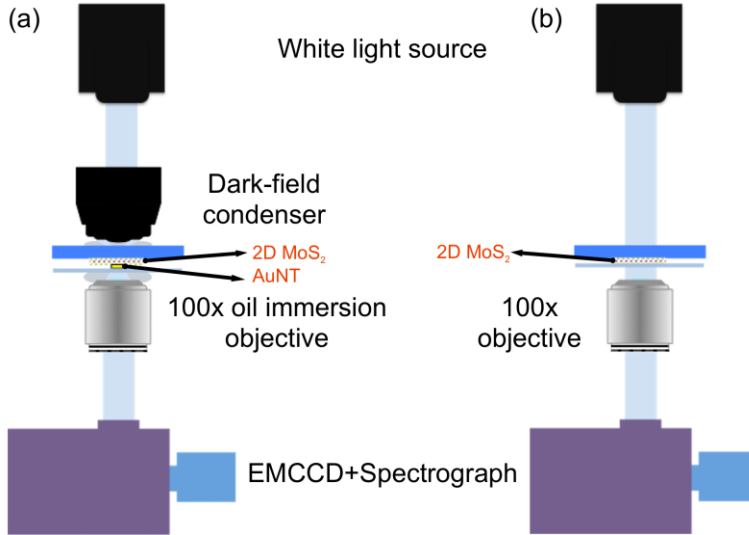 (a)
White light source
(b)
Dark-field
condenser
2D MoS₂
AuNT
100x oil immersion
objective
2D MoS₂
100x
objective
EMCCD+Spectrograph